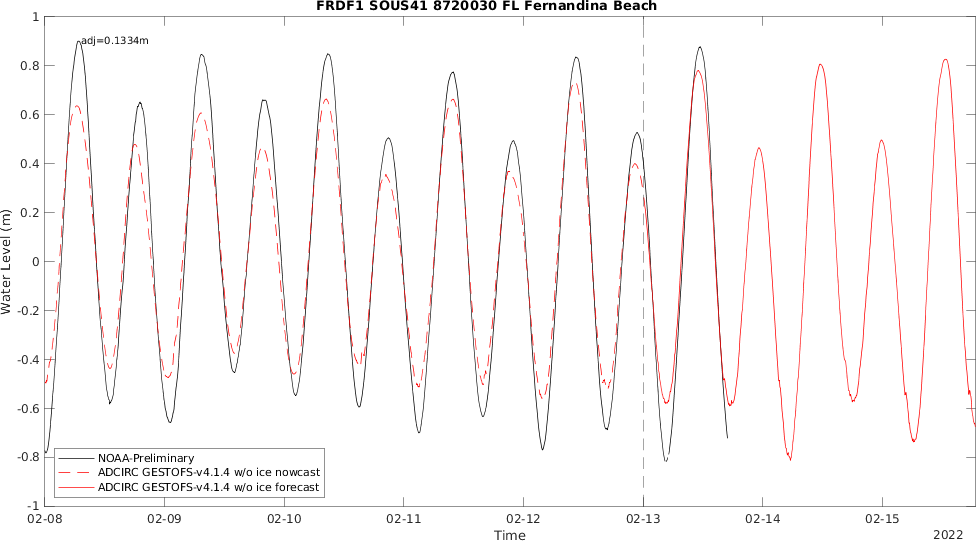 FRDF1 SOUS41 8720030 FL Fernandina Beach
adj=0.1334m
1
0.8
0.6
0.4
0.2
0
-0.2
-0.4
-0.6
-0.8
-1
Water Level (m)
NOAA-Preliminary
ADCIRC GESTOFS-v4.1.4 w/o ice nowcast
ADCIRC GESTOFS-v4.1.4 w/o ice forecast
02-08 02-09 02-10 02-11 02-12 02-13 02-14 02-15
Time
2022